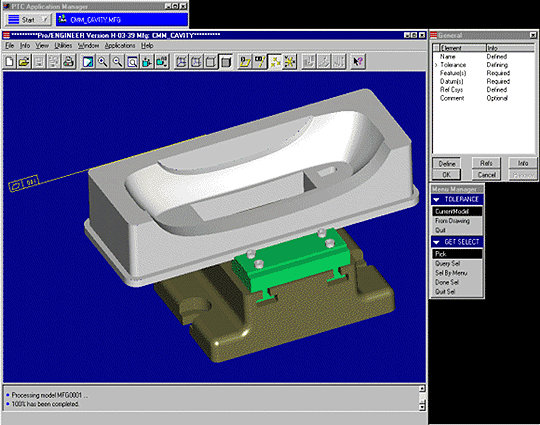 PTC Application Manager
Start
CMM_CAVITY.MFG
**********Pro/ENGINEER Version H-03-39 Mfg: CMM_CAVITY**********
File Info View Utilities Window Applications Help
General
Element Info
Name Defined
> Tolerance Defining
Feature(s) Required
Datum(s) Required
Ref Csys Defined
Comment Optional
Define Refs Info
OK Cancel
Menu Manager
TOLERANCE
CurrentModel
From Drawing
Quit
GET SELECT
Pick
Query Sel
Sel By Menu
Done Sel
Quit Sel
• Processing model MFG0001 ...
• 100% has been completed.